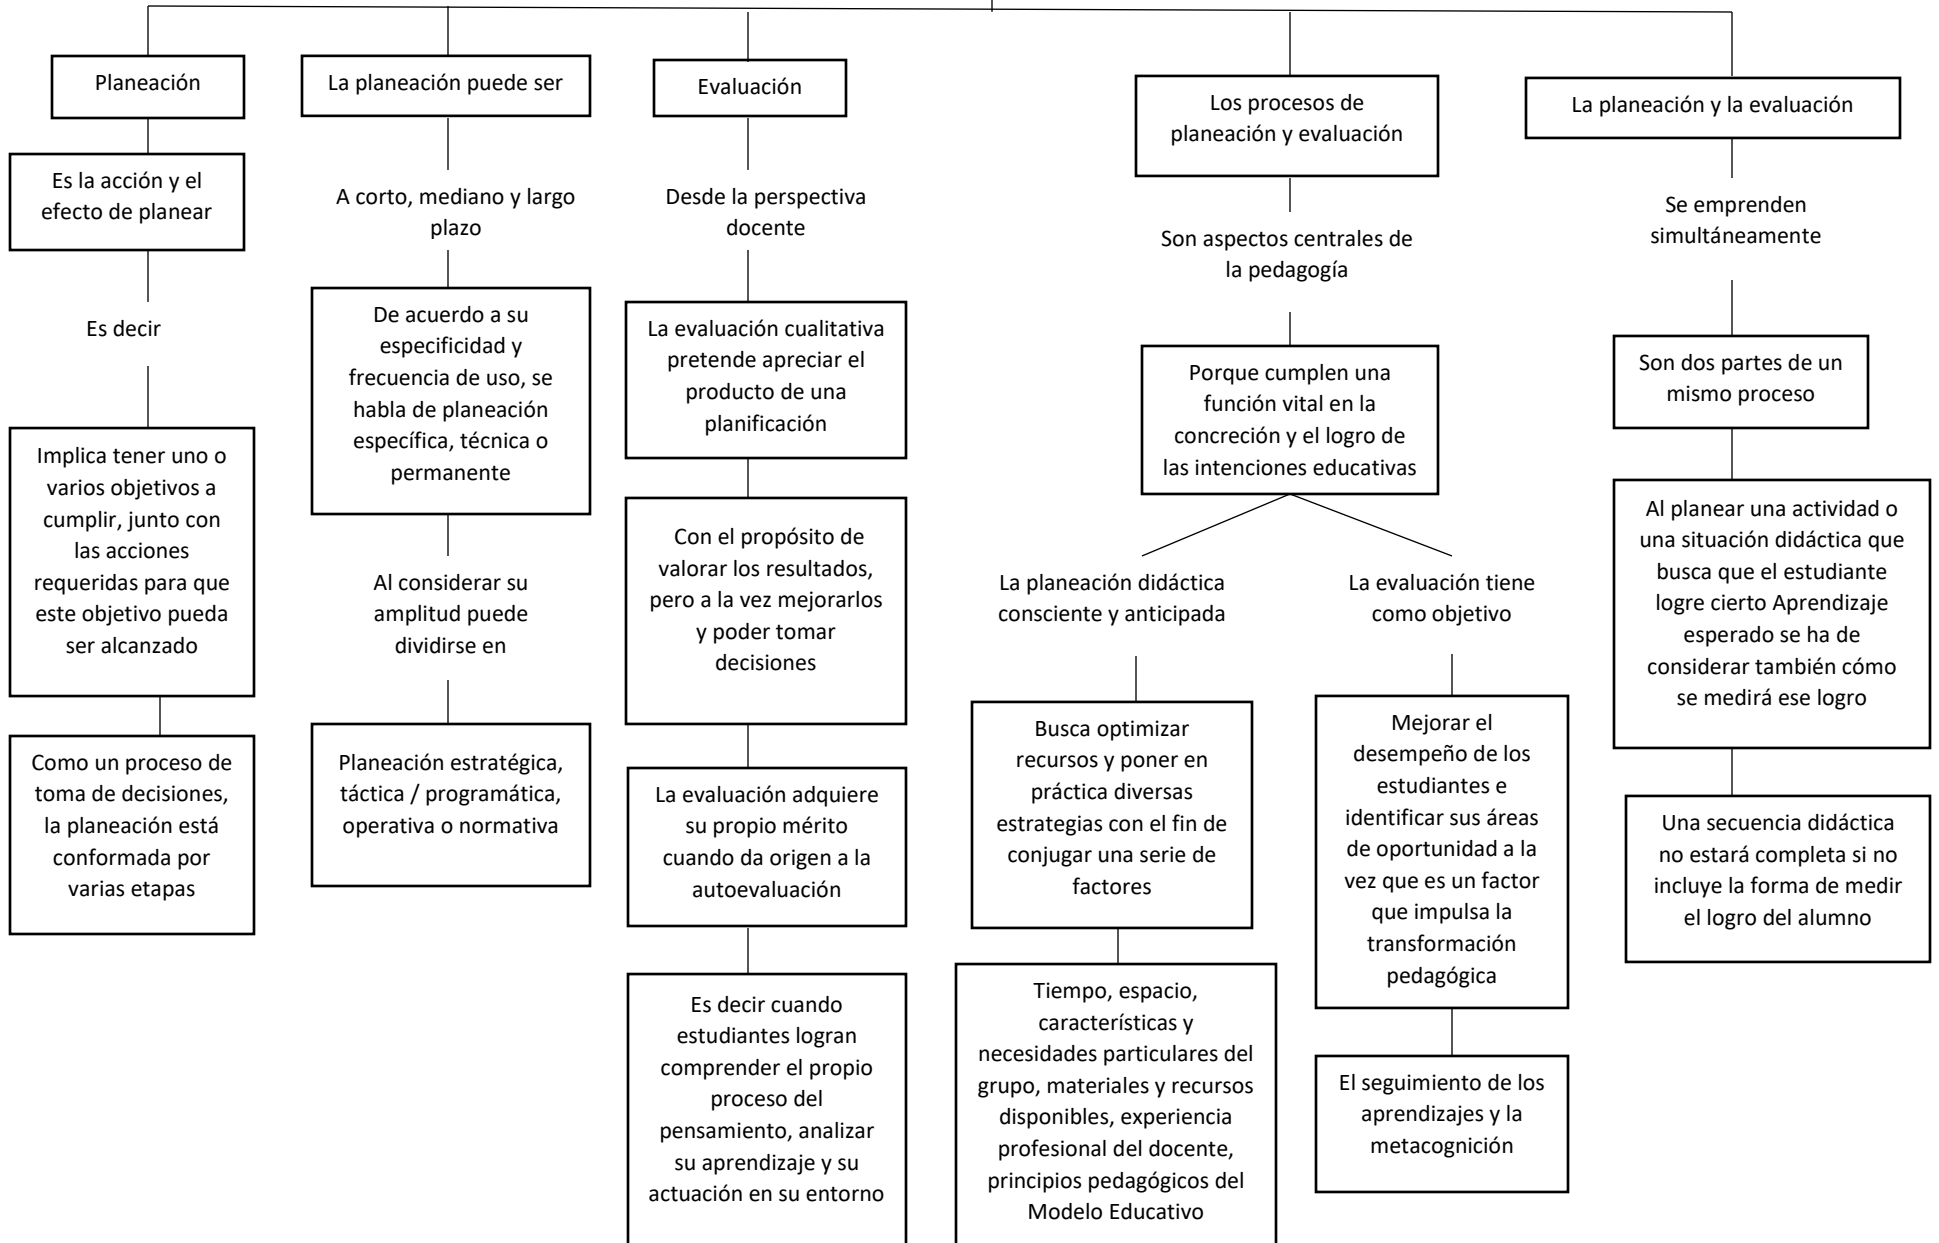 Planeación
Es la acción y el
efecto de planear
Es decir
Implica tener uno o
varios objetivos a
cumplir, junto con
las acciones
requeridas para que
este objetivo pueda
ser alcanzado
Como un proceso de
toma de decisiones,
la planeación está
conformada por
varias etapas
La planeación puede ser
A corto, mediano y largo
plazo
De acuerdo a su
especificidad y
frecuencia de uso, se
habla de planeación
específica, técnica o
permanente
Al considerar su
amplitud puede
dividirse en
Planeación estratégica,
táctica / programática,
operativa o normativa
Evaluación
Desde la perspectiva
docente
La evaluación cualitativa
pretende apreciar el
producto de una
planificación
Con el propósito de
valorar los resultados,
pero a la vez mejorarlos
y poder tomar
decisiones
La evaluación adquiere
su propio mérito
cuando da origen a la
autoevaluación
Es decir cuando
estudiantes logran
comprender el propio
proceso del
pensamiento, analizar
su aprendizaje y su
actuación en su entorno
Los procesos de
planeación y evaluación
Son aspectos centrales de
la pedagogía
Porque cumplen una
función vital en la
concreción y el logro de
las intenciones educativas
La planeación didáctica
consciente y anticipada
Busca optimizar
recursos y poner en
práctica diversas
estrategias con el fin de
conjugar una serie de
factores
Tiempo, espacio,
características y
necesidades particulares del
grupo, materiales y recursos
disponibles, experiencia
profesional del docente,
principios pedagógicos del
Modelo Educativo
La evaluación tiene
como objetivo
Mejorar el
desempeño de los
estudiantes e
identificar sus áreas
de oportunidad a la
vez que es un factor
que impulsa la
transformación
pedagógica
El seguimiento de los
aprendizajes y la
metacognición
La planeación y la evaluación
Se emprenden
simultáneamente
Son dos partes de un
mismo proceso
Al planear una actividad o
una situación didáctica que
busca que el estudiante
logre cierto Aprendizaje
esperado se ha de
considerar también cómo
se medirá ese logro
Una secuencia didáctica
no estará completa si no
incluye la forma de medir
el logro del alumno